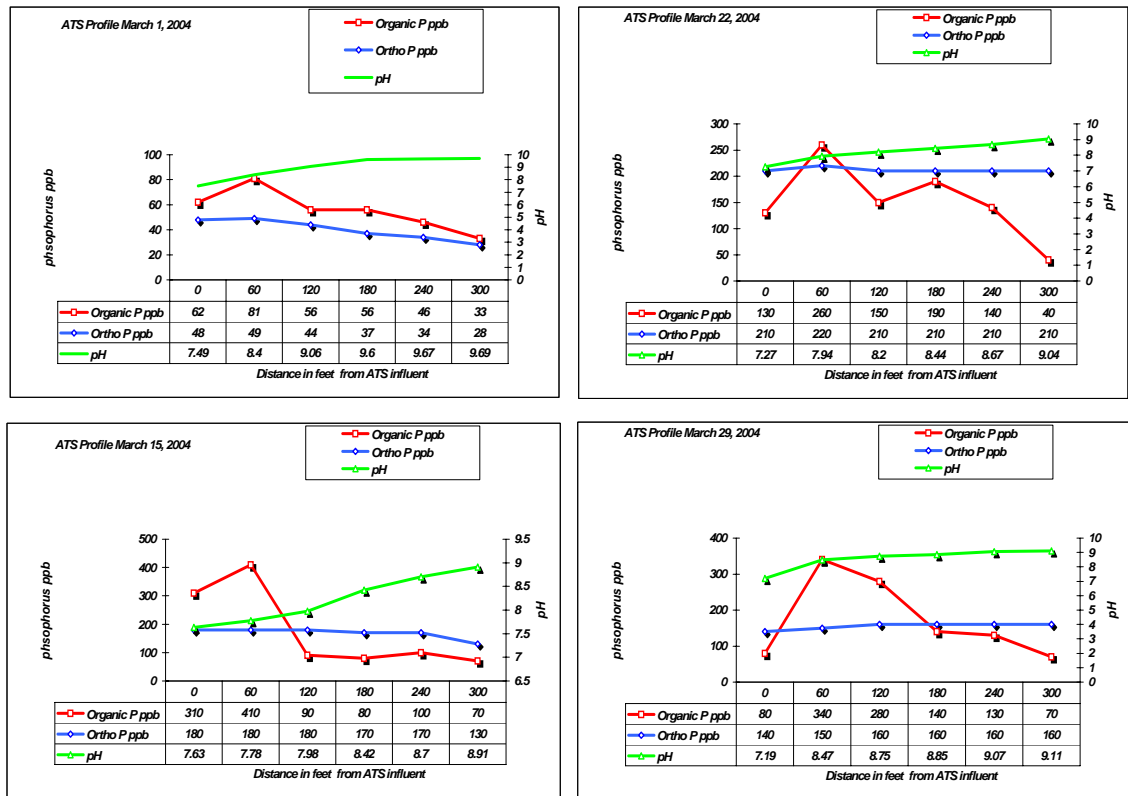 ATS Profile March 1, 2004
Organic P ppb
Ortho P ppb
pH
phsophorus ppb
100
80
60
40
20
0
10
9
8
7
6
5
4
3
2
1
0
pH
0 60 120 180 240 300
Organic P ppb 62 81 56 56 46 33
Ortho P ppb 48 49 44 37 34 28
pH 7.49 8.4 9.06 9.6 9.67 9.69
Distance in feet from ATS influent
ATS Profile March 22, 2004
Organic P ppb
Ortho P ppb
pH
phsophorus ppb
300
250
200
150
100
50
0
10
9
8
7
6
5
4
3
2
1
0
pH
0 60 120 180 240 300
Organic P ppb 130 260 150 190 140 40
Ortho P ppb 210 220 210 210 210 210
pH 7.27 7.94 8.2 8.44 8.67 9.04
Distance in feet from ATS influent
ATS Profile March 15, 2004
Organic P ppb
Ortho P ppb
pH
phsophorus ppb
500
400
300
200
100
0
9.5
9
8.5
8
7.5
7
6.5
pH
0 60 120 180 240 300
Organic P ppb 310 410 90 80 100 70
Ortho P ppb 180 180 180 170 170 130
pH 7.63 7.78 7.98 8.42 8.7 8.91
Distance in feet from ATS influent
ATS Profile March 29, 2004
Organic P ppb
Ortho P ppb
pH
phsophorus ppb
400
300
200
100
0
10
9
8
7
6
5
4
3
2
1
0
pH
0 60 120 180 240 300
Organic P ppb 80 340 280 140 130 70
Ortho P ppb 140 150 160 160 160 160
pH 7.19 8.47 8.75 8.85 9.07 9.11
Distance in feet from ATS influent